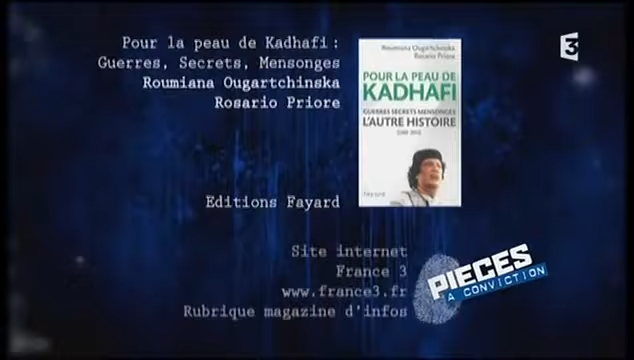 Pour la peau de Kadhafi :
Guerres, Secrets, Mensonges
Roumiana Ougartchinska
Rosario Priore
3
Roumiana Ougartchinska
Rosario Priore
POUR LA PEAU DE
KADHAFI
GUERRES SECRETS MENSONGES
L'AUTRE HISTOIRE
Fayard
Editions Fayard
Site internet
France 3
www.france3.fr
Rubrique magazine d'infos
PIECES
A CONVICTION